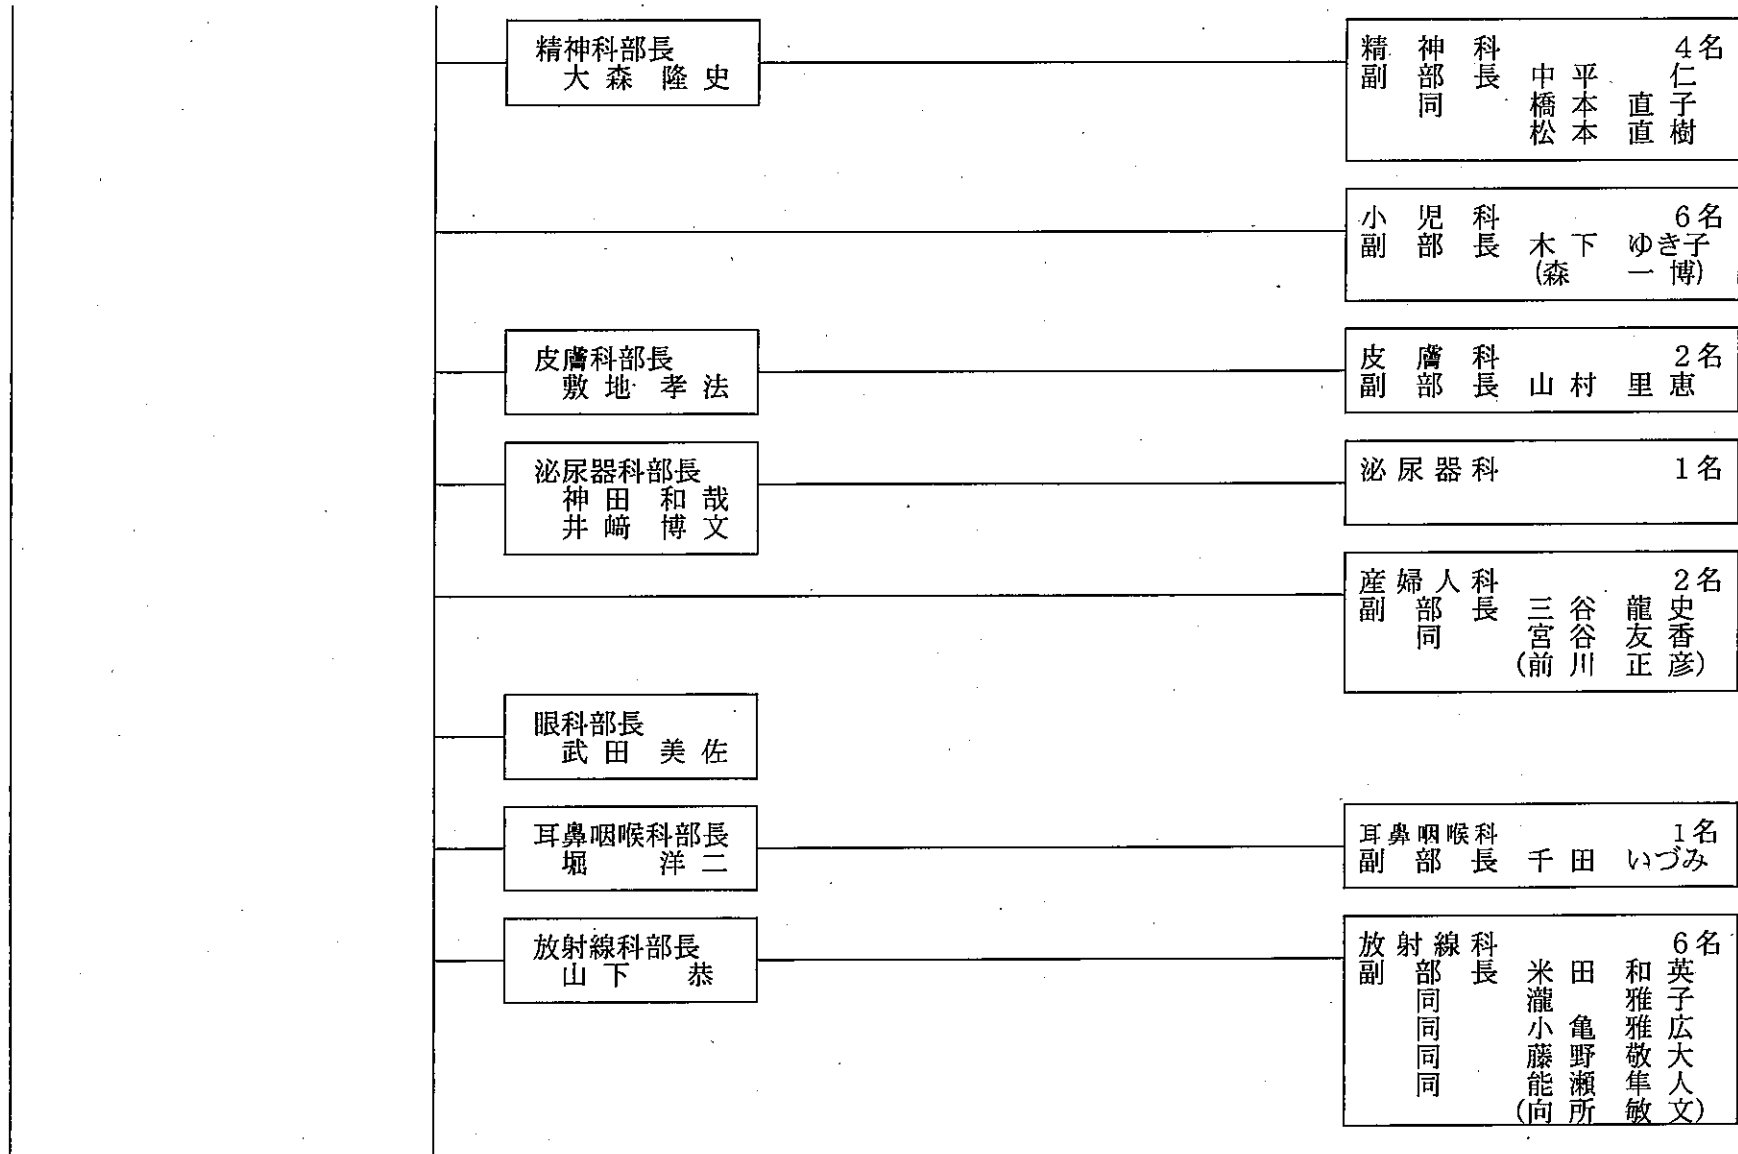 精神科部長
大森 隆史
精神科 4名
副部長 中平 仁
同 橋本 直子
松本 直樹
小児科 6名
副部長 木下 ゆき子
(森 一博)
皮膚科部長
敷地 孝法
皮膚科 2名
副部長 山村 里恵
泌尿器科部長
神田 和哉
井﨑 博文
泌尿器科 1名
産婦人科 2名
副部長 三谷 龍史
同 宮谷 友香
(前川 正彦)
眼科部長
武田 美佐
耳鼻咽喉科部長
堀 洋二
耳鼻咽喉科 1名
副部長 千田 いづみ
放射線科部長
山下 恭
放射線科 6名
副部長 米田 和英
同 瀧 雅子
同 小亀 雅広
同 藤野 敬大
同 能瀬 隼人
(向所 敏文)